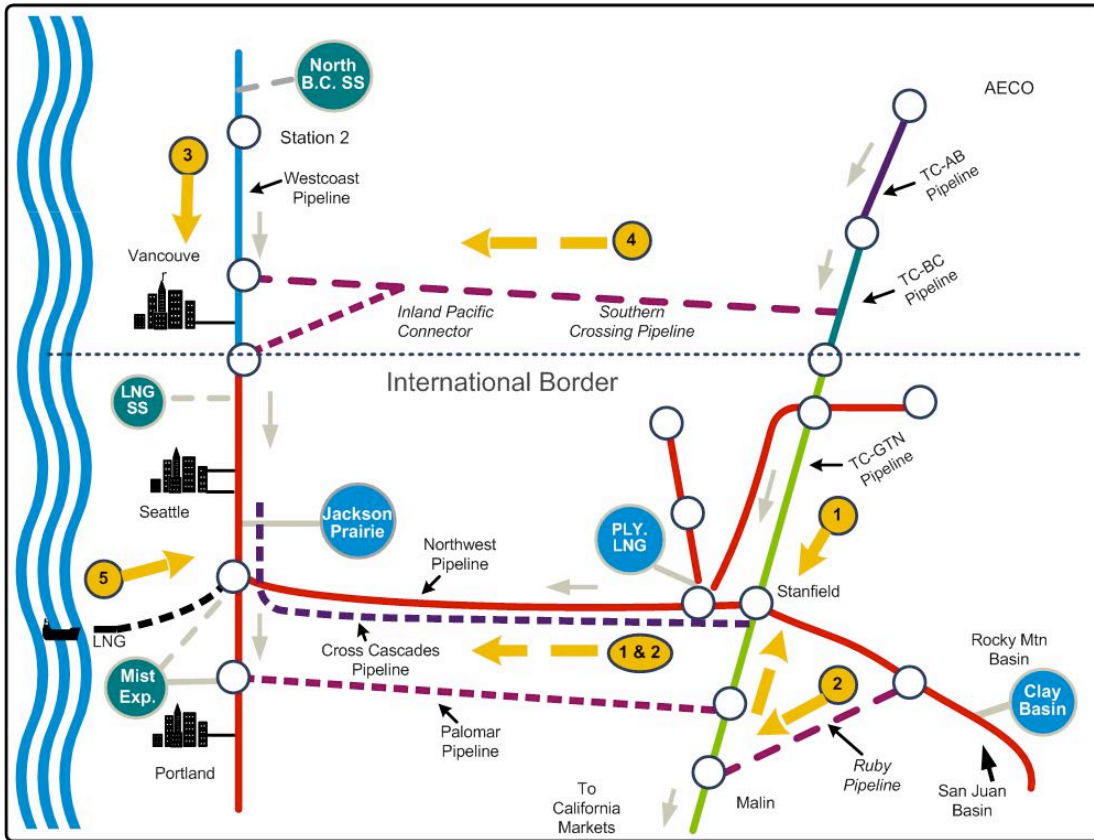 North
B.C. SS
AECO
Station 2
3
Westcoast
Pipeline
TC-AB
Pipeline
4
Vancouve
TC-BC
Pipeline
Inland Pacific
Connector
Southern
Crossing Pipeline
International Border
LNG
SS
TC-GTN
Pipeline
Seattle
Jackson
Prairie
PLY.
LNG
1
Northwest
Pipeline
5
Stanfield
LNG
Cross Cascades
Pipeline
1 & 2
Rocky Mtn
Basin
Mist
Exp.
2
Clay
Basin
Palomar
Pipeline
Portland
Ruby
Pipeline
To
California
Markets
Malin
San Juan
Basin